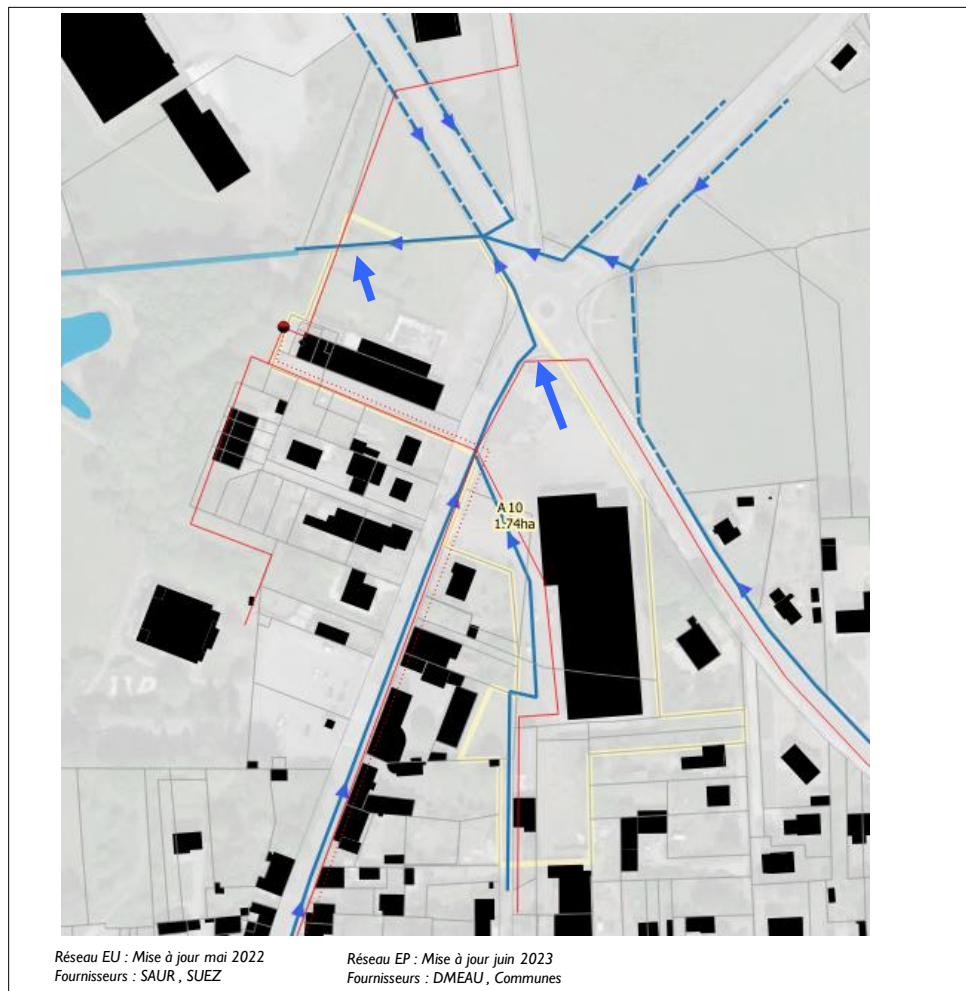 A 10
1.74ha
Réseau EU : Mise à jour mai 2022
Fournisseurs : SAUR , SUEZ
Réseau EP : Mise à jour juin 2023
Fournisseurs : DMEAU , Communes